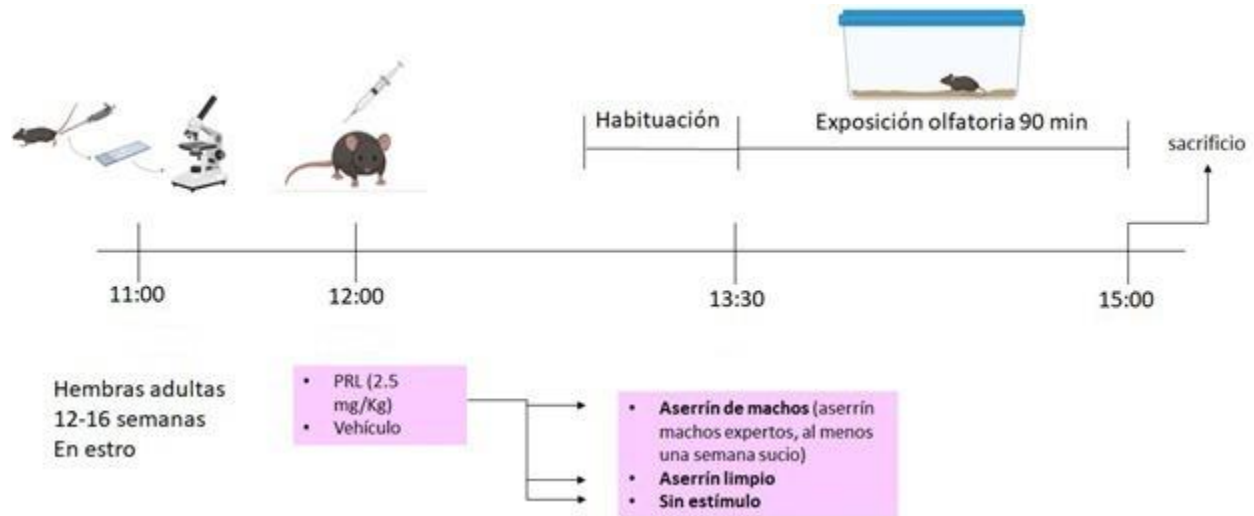 Habituación
Exposición olfatoria 90 min
sacrificio
11:00
12:00
13:30
15:00
Hembras adultas
12-16 semanas
En estro
• PRL (2.5
mg/Kg)
• Vehículo
• Aserrín de machos (aserrín
machos expertos, al menos
una semana sucio)
• Aserrín limpio
• Sin estímulo